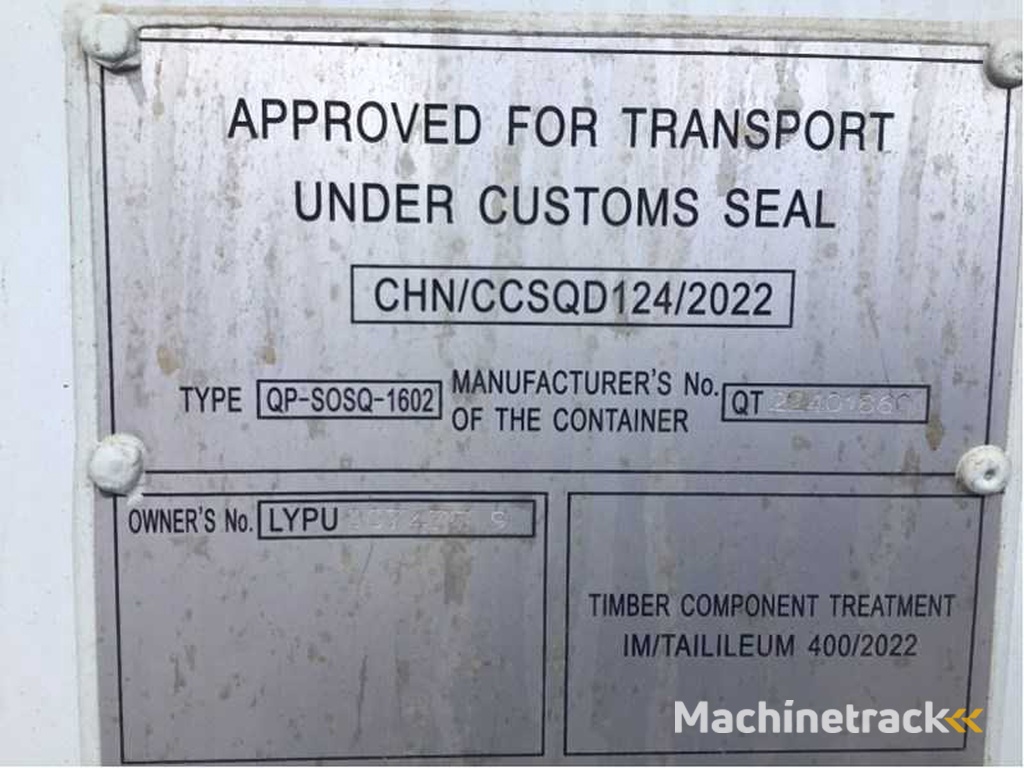 APPROVED FOR TRANSPORT
UNDER CUSTOMS SEAL
CHN/CCSQD124/2022
TYPE QP-SOSQ-1602 MANUFACTURER'S No.
OF THE CONTAINER
QT
OWNER'S No. LYPU
TIMBER COMPONENT TREATMENT
IM/TAILILEUM 400/2022
Machinetrack